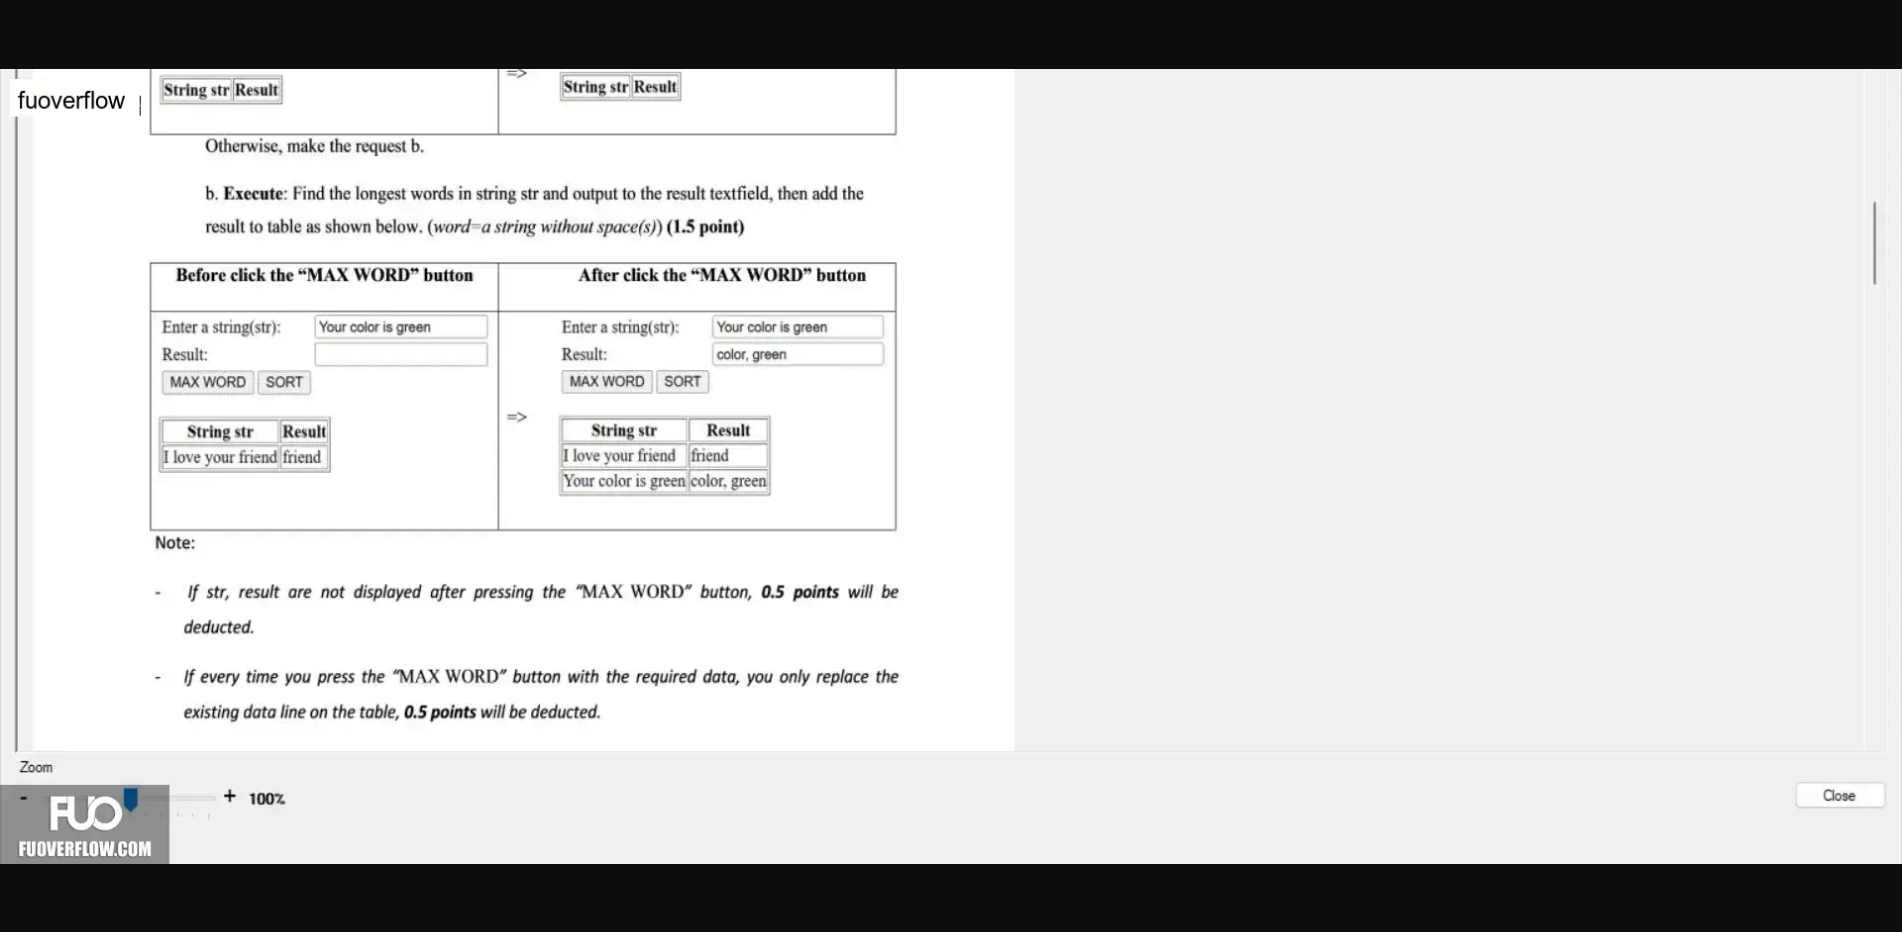 String str Result
=>
String str Result
fuoverflow
Otherwise, make the request b.
b. Execute: Find the longest words in string str and output to the result textfield, then add the
result to table as shown below. (word=a string without space(s)) (1.5 point)
Before click the “MAX WORD” button
After click the “MAX WORD” button
Enter a string(str): Your color is green
Result:
MAX WORD SORT
String str Result
I love your friend friend
=>
Enter a string(str): Your color is green
Result: color, green
MAX WORD SORT
String str Result
I love your friend friend
Your color is green color, green
Note:
- If str, result are not displayed after pressing the “MAX WORD” button, 0.5 points will be
deducted.
- If every time you press the “MAX WORD” button with the required data, you only replace the
existing data line on the table, 0.5 points will be deducted.
Zoom
- + 100%
Close
FUO
FUOVERFLOW.COM